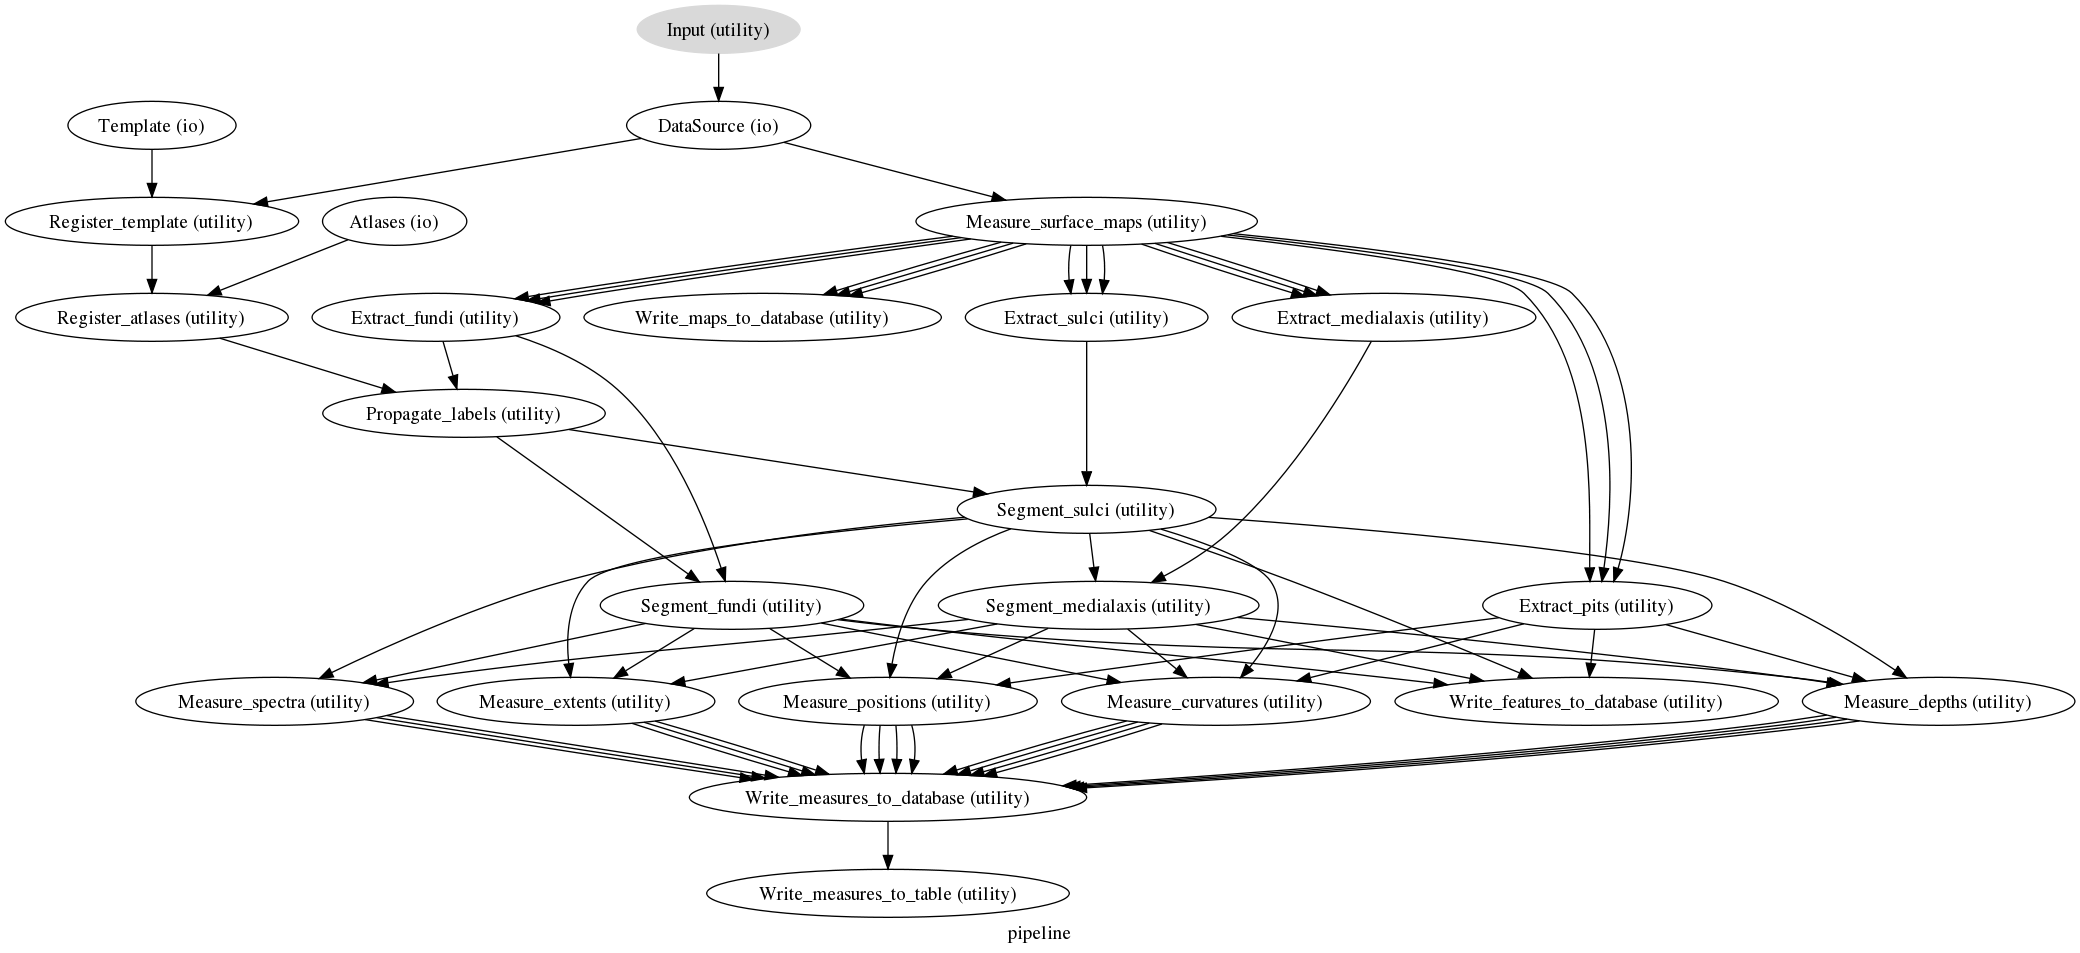 Input (utility)
Template (io)
DataSource (io)
Register_template (utility)
Atlases (io)
Measure_surface_maps (utility)
Register_atlases (utility)
Extract_fundi (utility)
Write_maps_to_database (utility)
Extract_sulci (utility)
Extract_medialaxis (utility)
Propagate_labels (utility)
Segment_sulci (utility)
Segment_fundi (utility)
Segment_medialaxis (utility)
Extract_pits (utility)
Measure_spectra (utility)
Measure_extents (utility)
Measure_positions (utility)
Measure_curvatures (utility)
Write_features_to_database (utility)
Measure_depths (utility)
Write_measures_to_database (utility)
Write_measures_to_table (utility)
pipeline